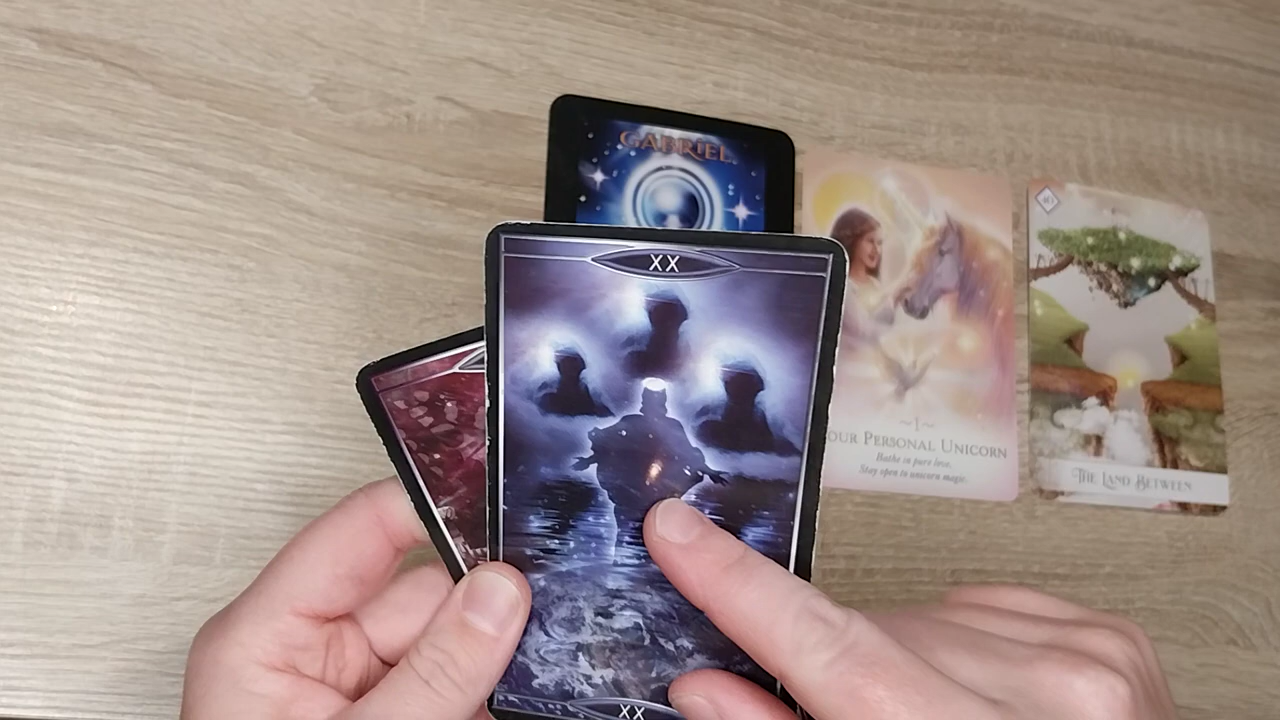 GABRIEL
XX
XX
~1~
OUR PERSONAL UNICORN
Bathe in pure love.
Stay open to unicorn magic.
40
THE LAND BETWEEN